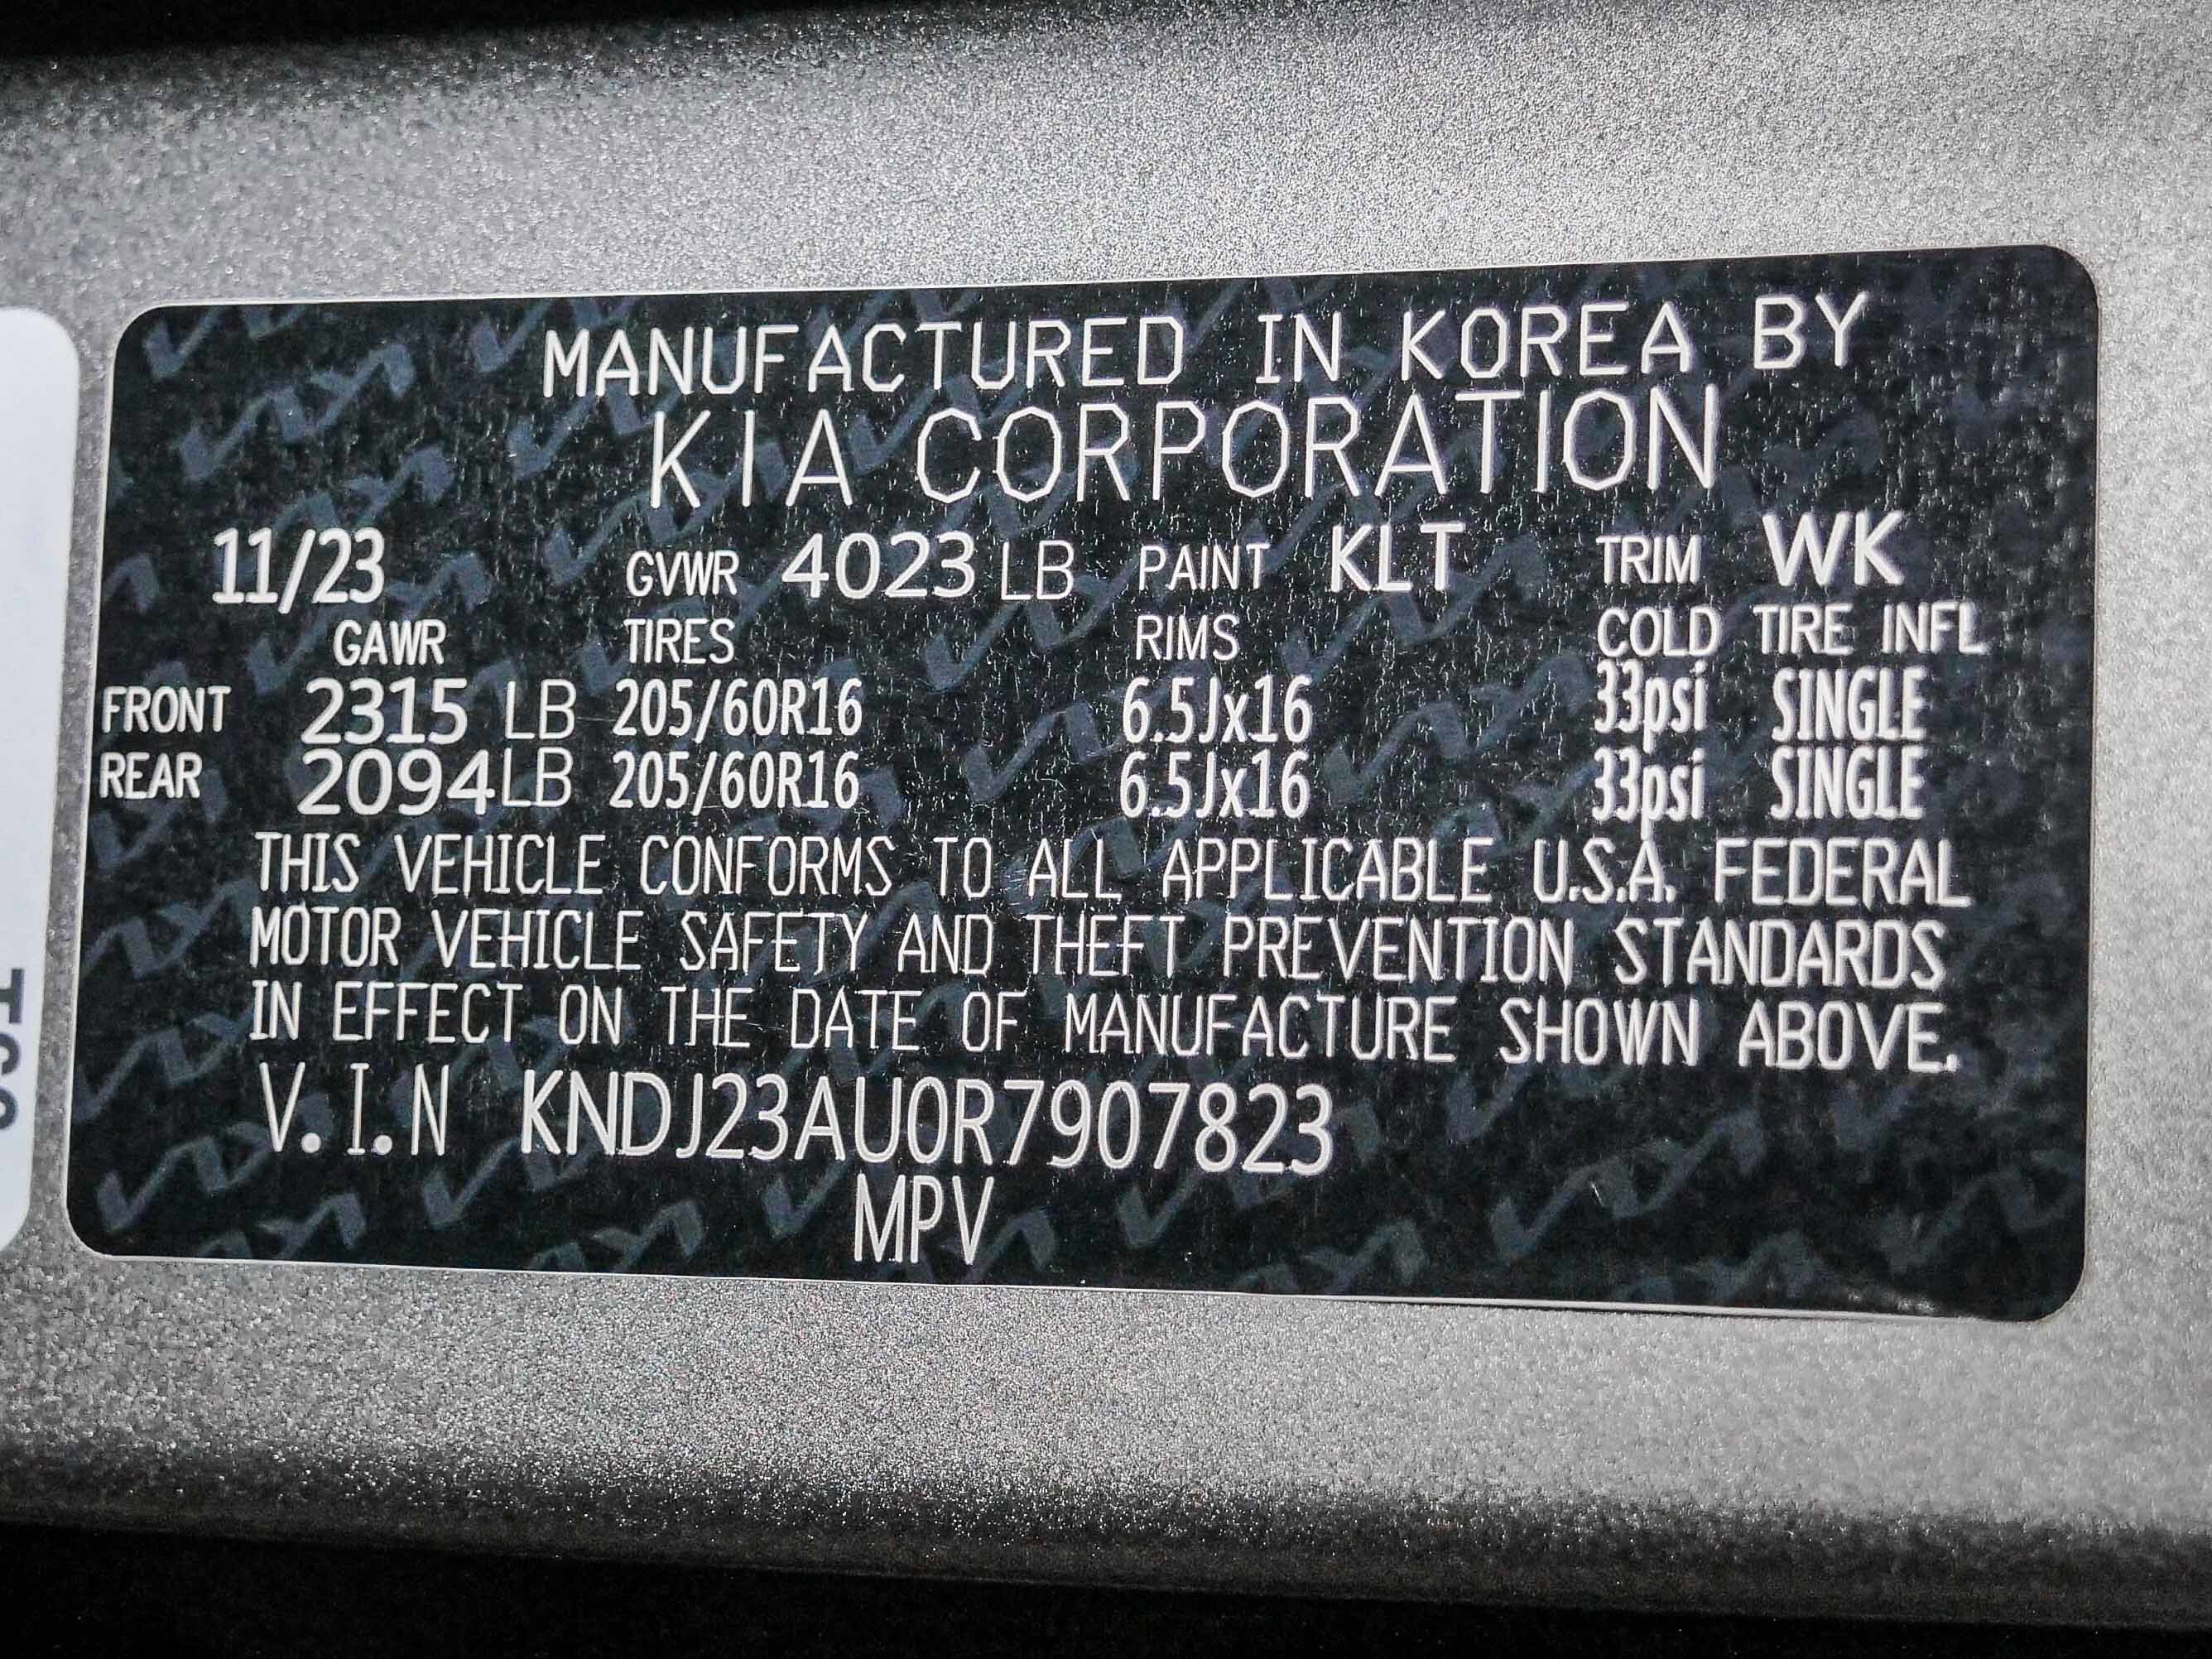 MANUFACTURED IN KOREA BY
KIA CORPORATION
11/23 GVWR 4023 LB PAINT KLT TRIM WK
GAWR TIRES RIMS COLD TIRE INFL
FRONT 2315 LB 205/60R16 6.5Jx16 33psi SINGLE
REAR 2094 LB 205/60R16 6.5Jx16 33psi SINGLE
THIS VEHICLE CONFORMS TO ALL APPLICABLE U.S.A. FEDERAL
MOTOR VEHICLE SAFETY AND THEFT PREVENTION STANDARDS
IN EFFECT ON THE DATE OF MANUFACTURE SHOWN ABOVE.
V.I.N KNDJ23AU0R7907823
MPV